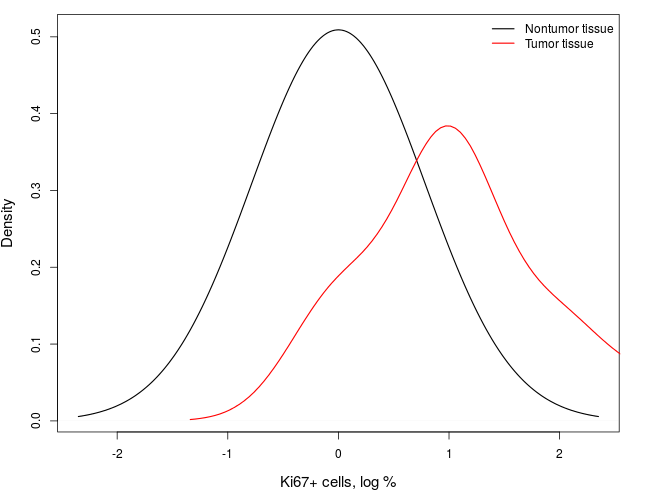 Nontumor tissue
Tumor tissue
Density
0.5
0.4
0.3
0.2
0.1
0.0
-2 -1 0 1 2
Ki67+ cells, log %